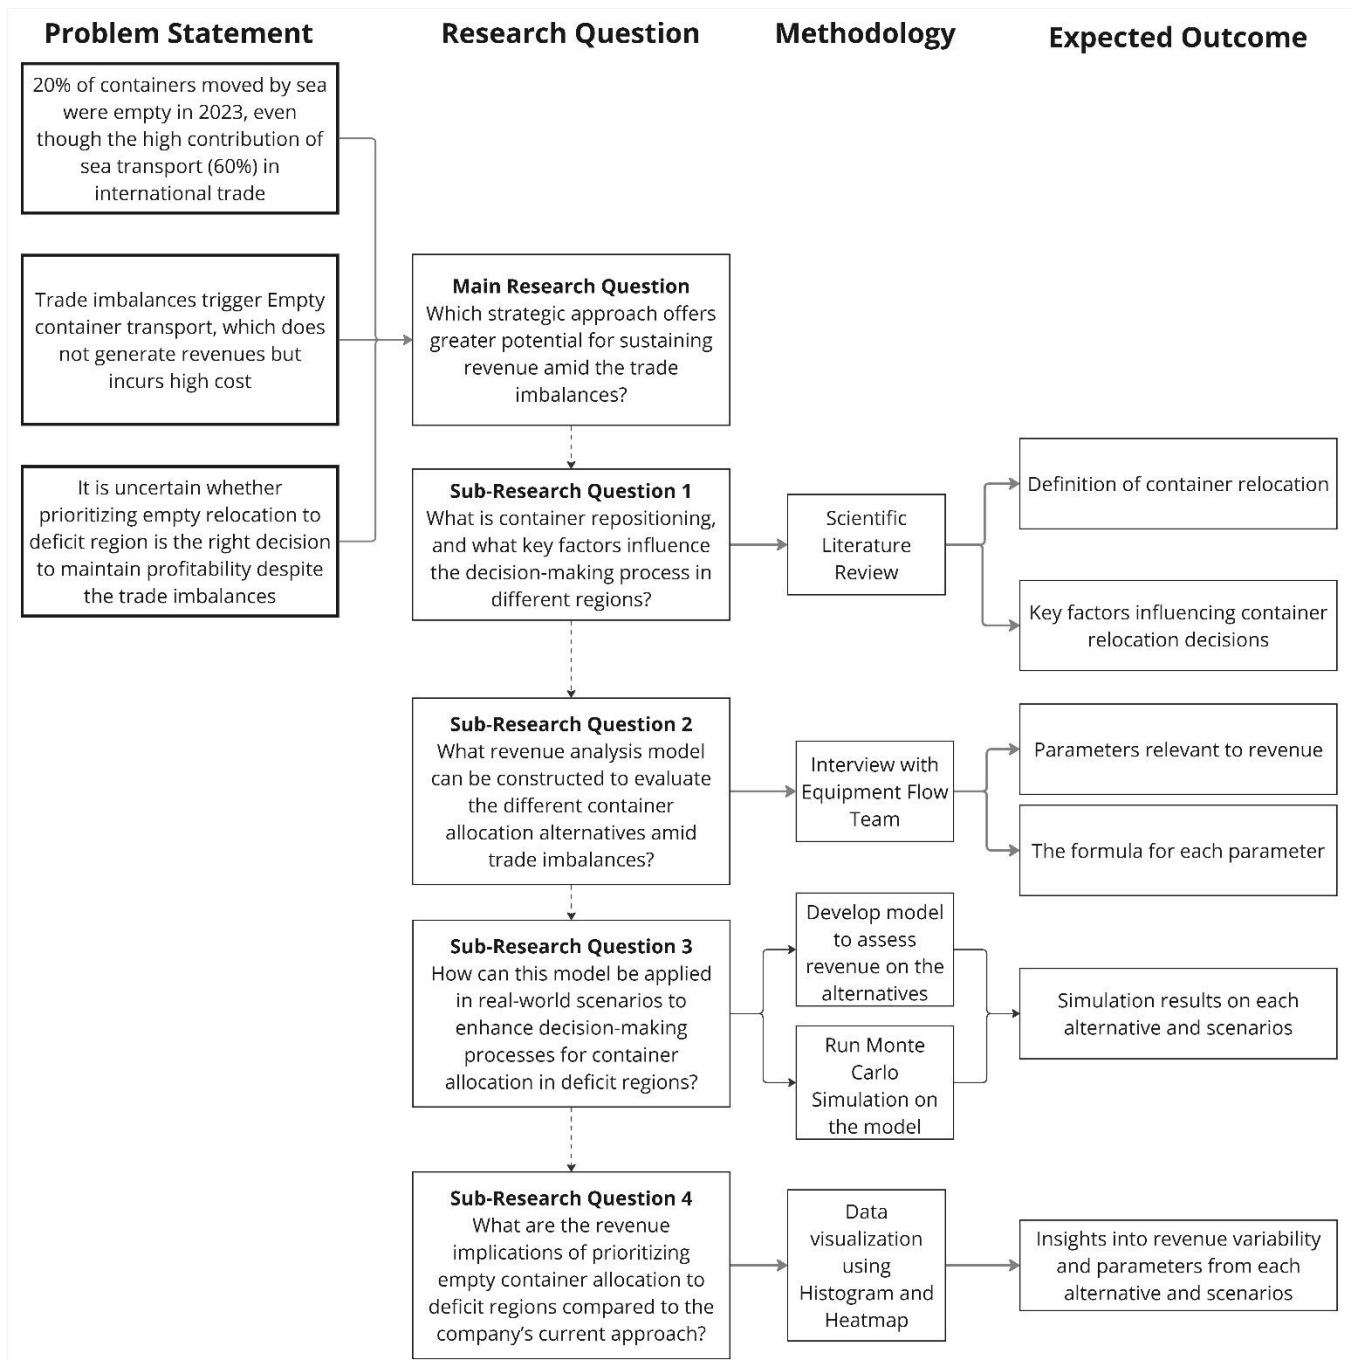 Problem Statement
Research Question
Methodology
Expected Outcome
20% of containers moved by sea
were empty in 2023, even
though the high contribution of
sea transport (60%) in
international trade
Trade imbalances trigger Empty
container transport, which does
not generate revenues but
incurs high cost
It is uncertain whether
prioritizing empty relocation to
deficit region is the right decision
to maintain profitability despite
the trade imbalances
Main Research Question
Which strategic approach offers
greater potential for sustaining
revenue amid the trade
imbalances?
Sub-Research Question 1
What is container repositioning,
and what key factors influence
the decision-making process in
different regions?
Scientific
Literature
Review
Definition of container relocation
Key factors influencing container
relocation decisions
Sub-Research Question 2
What revenue analysis model
can be constructed to evaluate
the different container
allocation alternatives amid
trade imbalances?
Interview with
Equipment Flow
Team
Parameters relevant to revenue
The formula for each parameter
Sub-Research Question 3
How can this model be applied
in real-world scenarios to
enhance decision-making
processes for container
allocation in deficit regions?
Develop model
to assess
revenue on the
alternatives
Run Monte
Carlo
Simulation on
the model
Simulation results on each
alternative and scenarios
Sub-Research Question 4
What are the revenue
implications of prioritizing
empty container allocation to
deficit regions compared to the
company's current approach?
Data
visualization
using
Histogram and
Heatmap
Insights into revenue variability
and parameters from each
alternative and scenarios